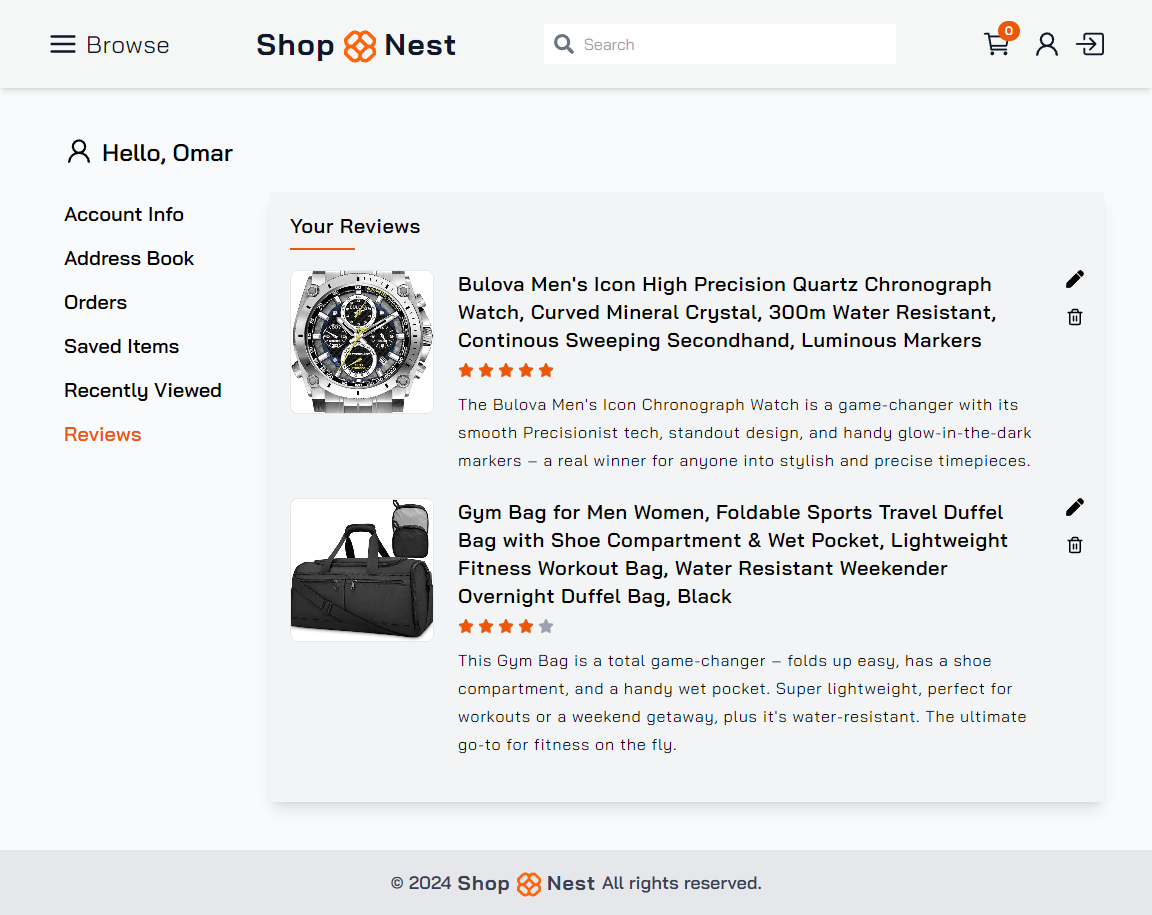 Browse
Shop Nest
Search
0
Hello, Omar
Account Info
Address Book
Orders
Saved Items
Recently Viewed
Reviews
Your Reviews
Bulova Men's Icon High Precision Quartz Chronograph
Watch, Curved Mineral Crystal, 300m Water Resistant,
Continous Sweeping Secondhand, Luminous Markers
The Bulova Men's Icon Chronograph Watch is a game-changer with its
smooth Precisionist tech, standout design, and handy glow-in-the-dark
markers – a real winner for anyone into stylish and precise timepieces.
Gym Bag for Men Women, Foldable Sports Travel Duffel
Bag with Shoe Compartment & Wet Pocket, Lightweight
Fitness Workout Bag, Water Resistant Weekender
Overnight Duffel Bag, Black
This Gym Bag is a total game-changer – folds up easy, has a shoe
compartment, and a handy wet pocket. Super lightweight, perfect for
workouts or a weekend getaway, plus it's water-resistant. The ultimate
go-to for fitness on the fly.
© 2024 Shop Nest All rights reserved.